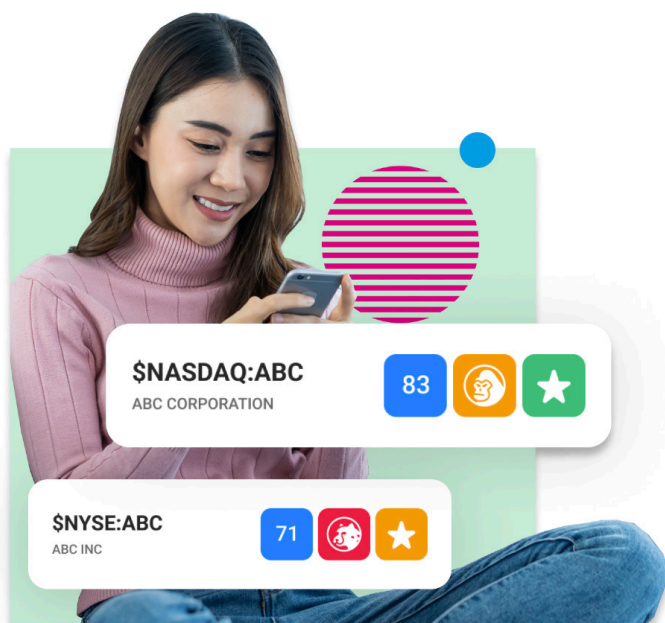 $NASDAQ:ABC
ABC CORPORATION
83
$NYSE:ABC
ABC INC
71